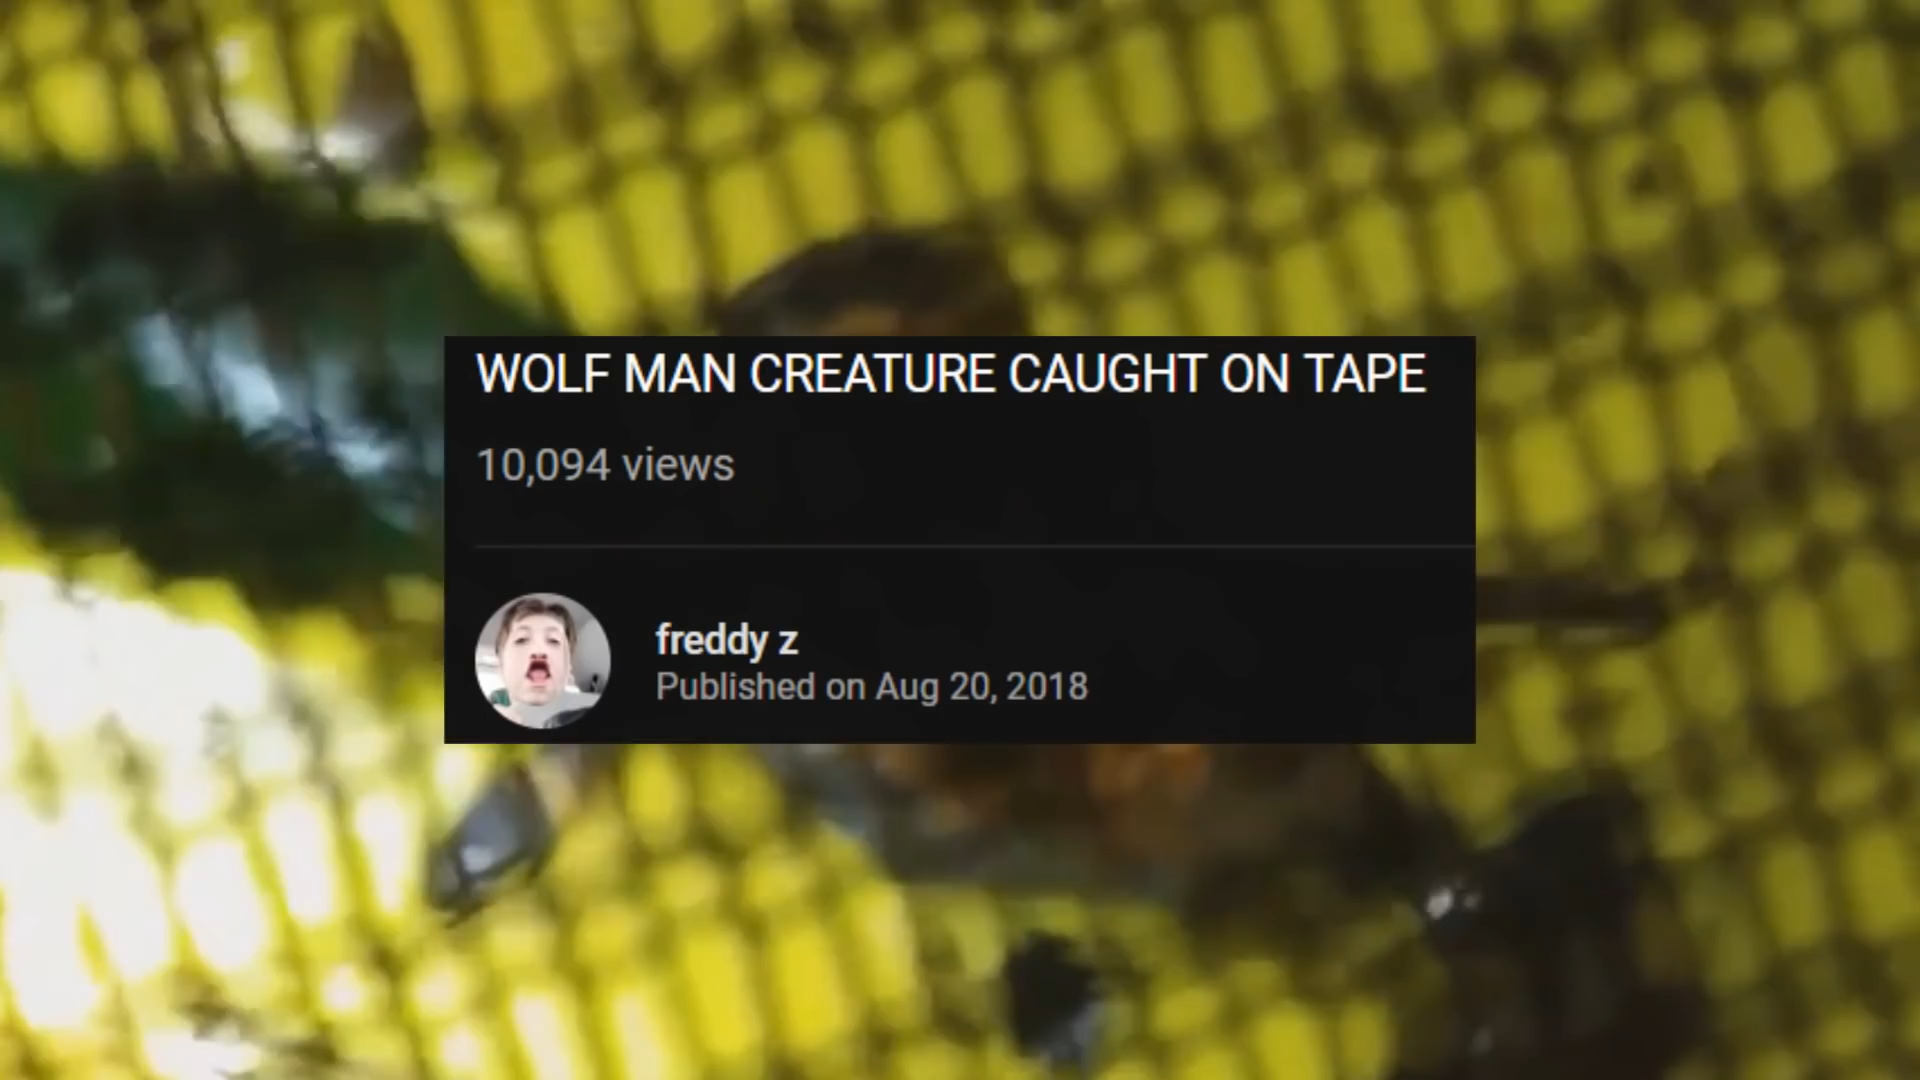 WOLF MAN CREATURE CAUGHT ON TAPE
10,094 views
freddy z
Published on Aug 20, 2018